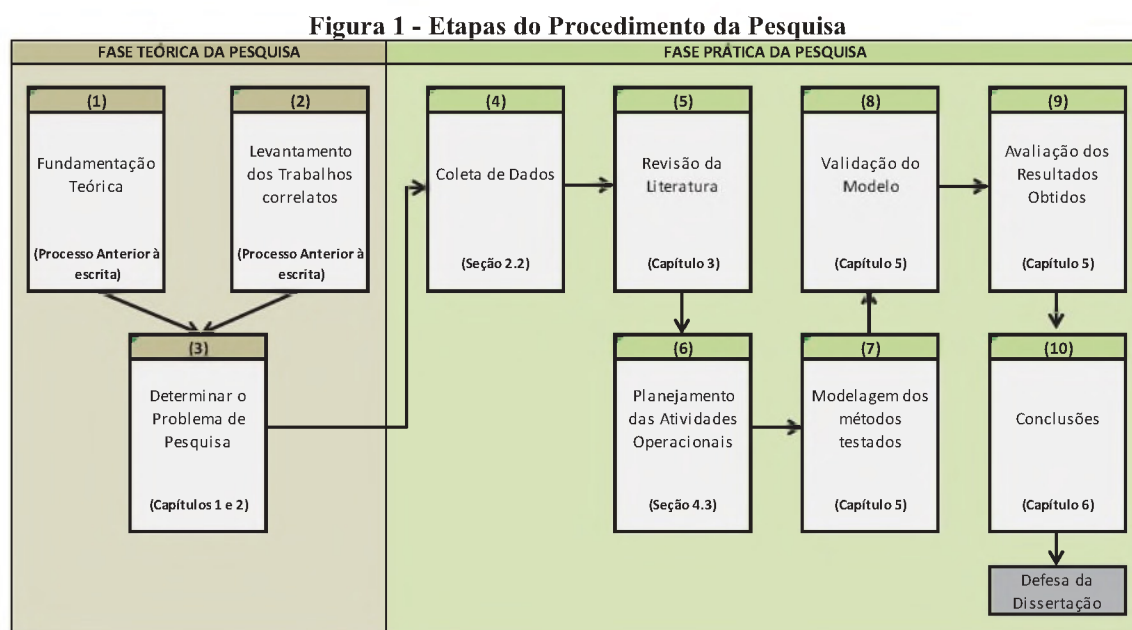 Figura 1 - Etapas do Procedimento da Pesquisa
FASE TEÓRICA DA PESQUISA
FASE PRÁTICA DA PESQUISA
(1)
Fundamentação
Teórica
(Processo Anterior à
escrita)
(2)
Levantamento
dos Trabalhos
correlatos
(Processo Anterior à
escrita)
(3)
Determinar o
Problema de
Pesquisa
(Capítulos 1 e 2)
(4)
Coleta de Dados
(Seção 2.2)
(5)
Revisão da
Literatura
(Capítulo 3)
(6)
Planejamento
das Atividades
Operacionais
(Seção 4.3)
(7)
Modelagem dos
métodos
testados
(Capítulo 5)
(8)
Validação do
Modelo
(Capítulo 5)
(9)
Avaliação dos
Resultados
Obtidos
(Capítulo 5)
(10)
Conclusões
(Capítulo 6)
Defesa da
Dissertação